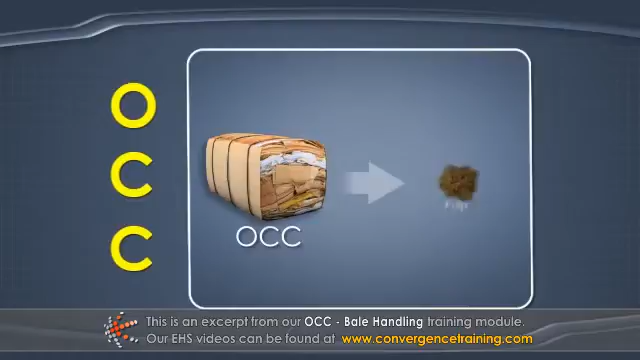 O
C
C
OCC
This is an excerpt from our OCC - Bale Handling training module.
Our EHS videos can be found at www.convergencetraining.com